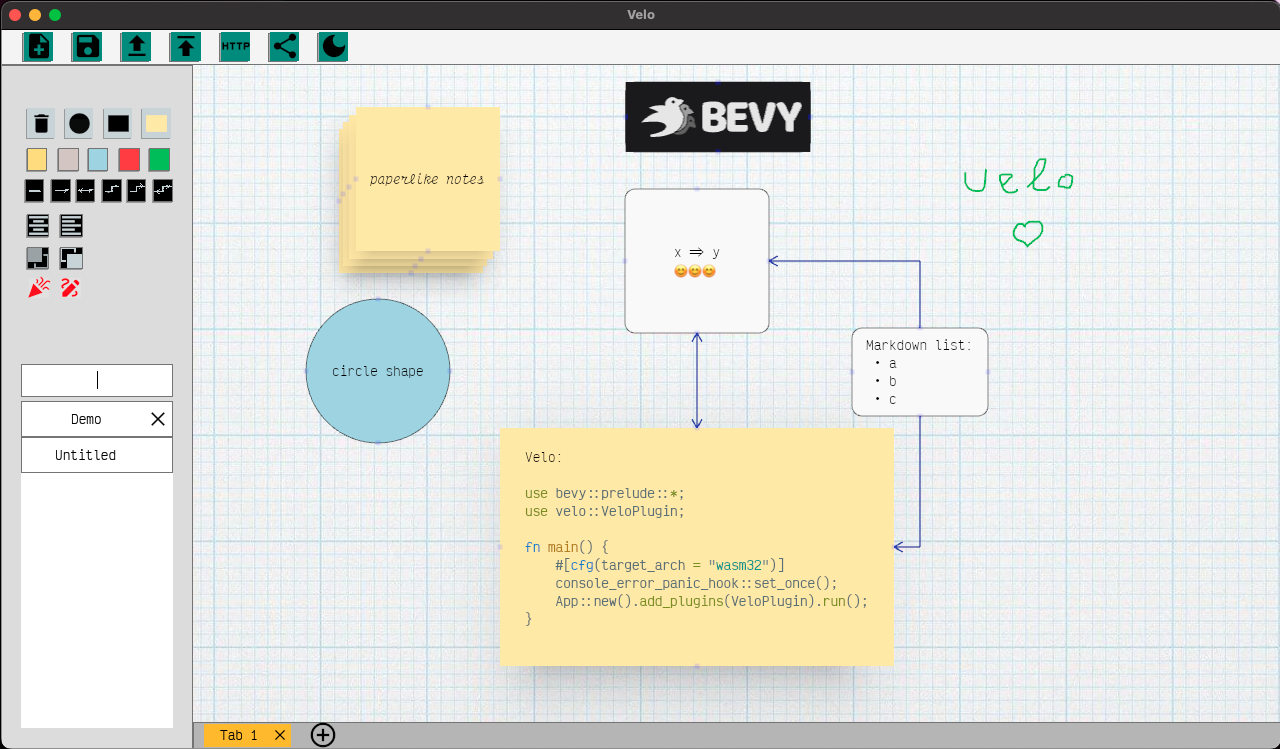 Velo
HTTP
Demo
Untitled
paperlike notes
circle shape
BEVY
x => y
😊😊😊
velo
Markdown list:
• a
• b
• c
Velo:
use bevy::prelude::*;
use velo::VeloPlugin;
fn main() {
    #[cfg(target_arch = "wasm32")]
    console_error_panic_hook::set_once();
    App::new().add_plugins(VeloPlugin).run();
}
Tab 1